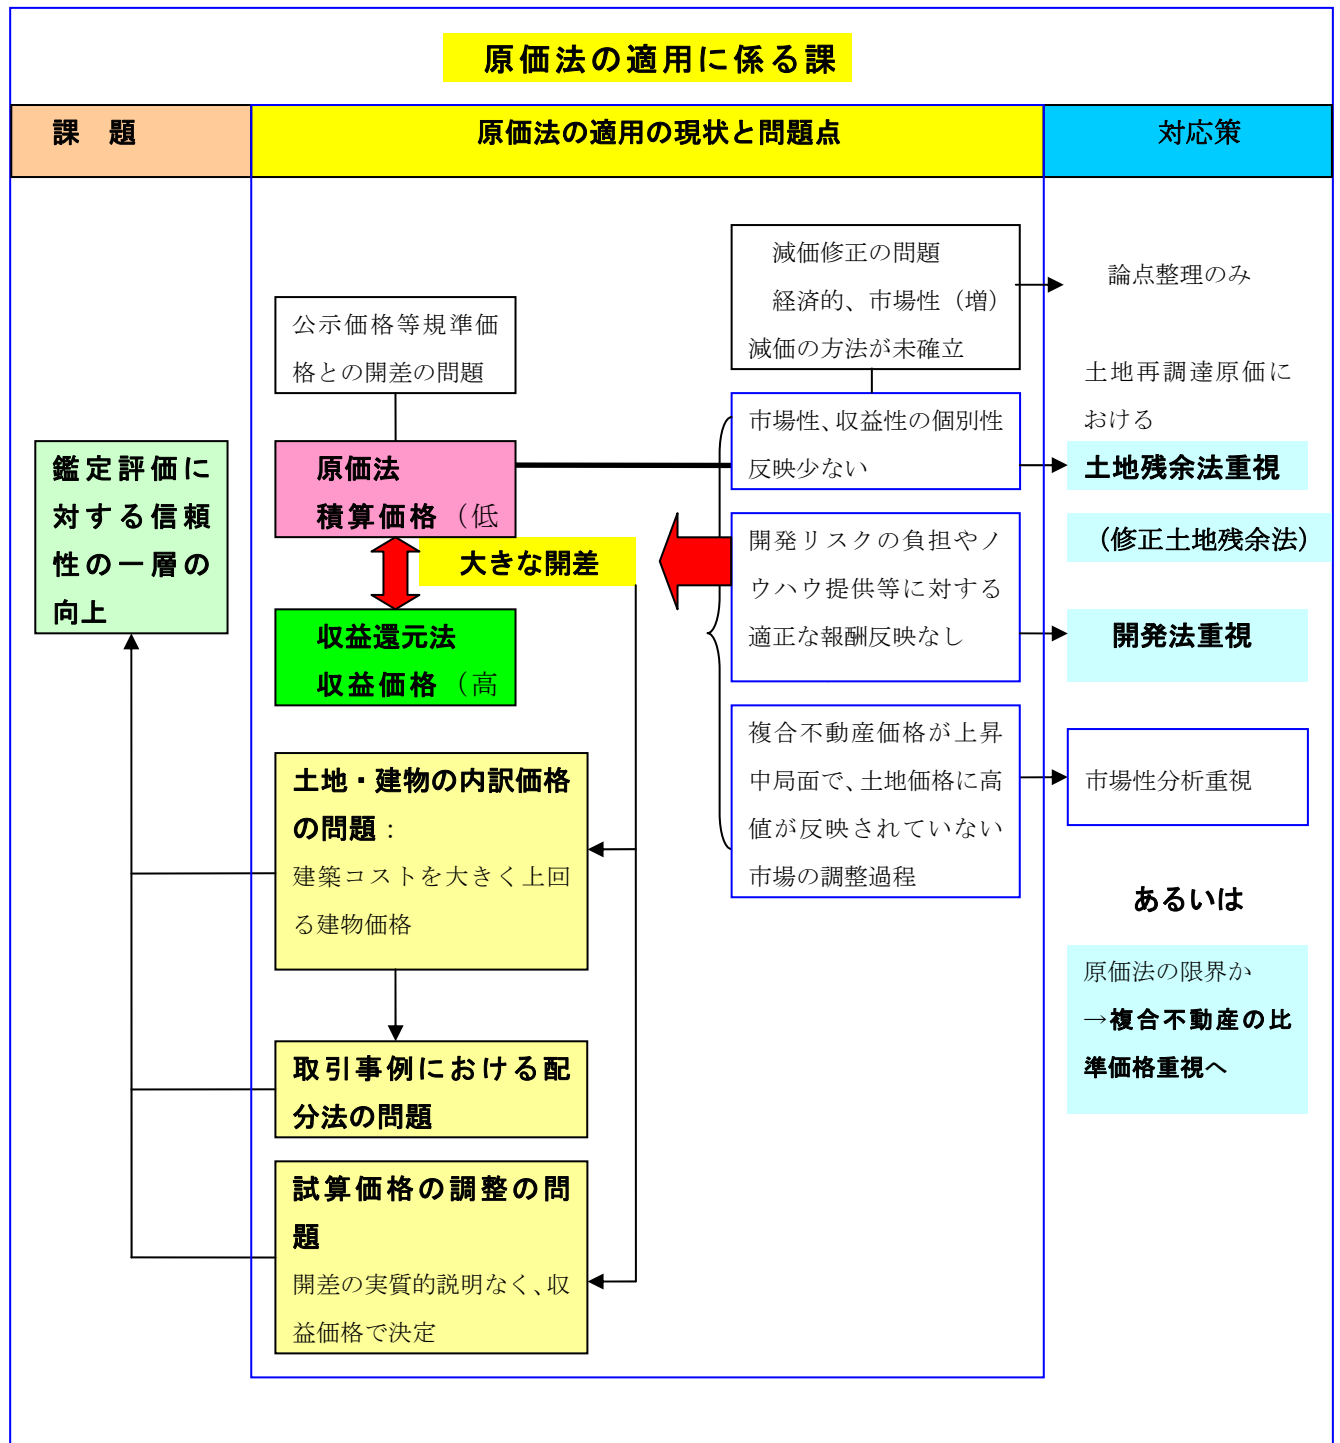 原価法の適用に係る課
課　題
原価法の適用の現状と問題点
対応策
減価修正の問題
経済的、市場性（増）
減価の方法が未確立
論点整理のみ
公示価格等規準価
格との開差の問題
土地再調達原価に
おける
土地残余法重視
（修正土地残余法）
市場性、収益性の個別性
反映少ない
鑑定評価に
対する信頼
性の一層の
向上
原価法
積算価格（低
大きな開差
収益還元法
収益価格（高
開発リスクの負担やノ
ウハウ提供等に対する
適正な報酬反映なし
開発法重視
複合不動産価格が上昇
中局面で、土地価格に高
値が反映されていない
市場の調整過程
市場性分析重視
土地・建物の内訳価格
の問題：
建築コストを大きく上回
る建物価格
あるいは
原価法の限界か
→複合不動産の比
準価格重視へ
取引事例における配
分法の問題
試算価格の調整の問
題
開差の実質的説明なく、収
益価格で決定